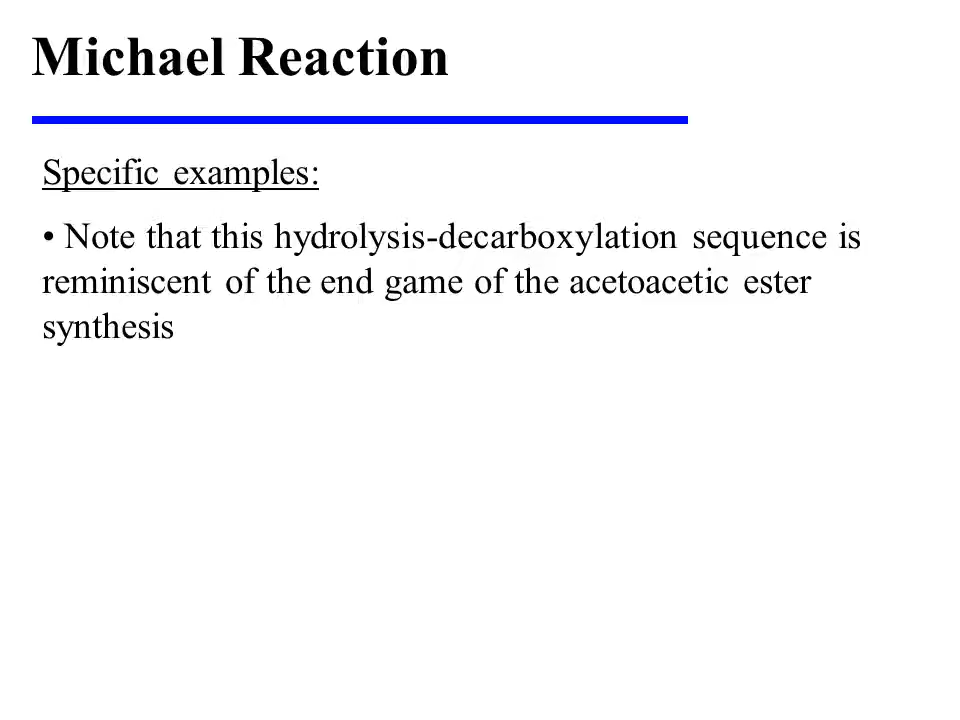 Michael Reaction
Specific examples:
• Note that this hydrolysis-decarboxylation sequence is
reminiscent of the end game of the acetoacetic ester
synthesis